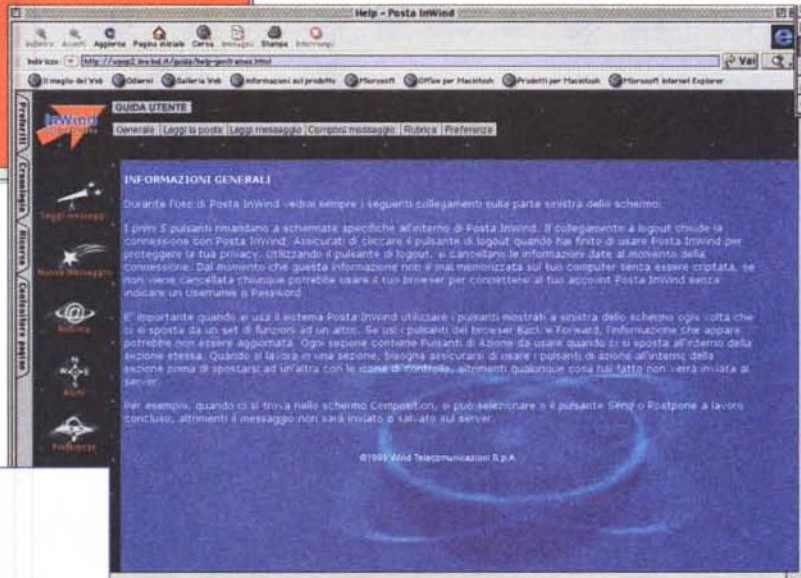 Help - Posta InWind
Indietro Avanti Aggiorna Pagina iniziale Cerca Immagini Stampa Interrompi
Indirizzo: http://wpop2.inwind.it/guida/help-genframes.html Vai
Il meglio del Web Odierni Galleria Web Informazioni sul prodotto Microsoft Office per Macintosh Prodotti per Macintosh Microsoft Internet Explorer
Preferiti
Cronologia
Ricerca
Contenitore pagine
InWind
GUIDA UTENTE
Generale Leggi la posta Leggi messaggio Componi messaggio Rubrica Preferenze
Leggi messaggi
Nuovo Messaggio
Rubrica
N
W E
S
Aiuto
Preferenze
INFORMAZIONI GENERALI
Durante l'uso di Posta InWind vedrai sempre i seguenti collegamenti sulla parte sinistra dello schermo:
I primi 5 pulsanti rimandano a schermate specifiche all'interno di Posta InWind. Il collegamento a logout chiude la
connessione con Posta InWind. Assicurati di cliccare il pulsante di logout quando hai finito di usare Posta InWind per
proteggere la tua privacy. Utilizzando il pulsante di logout, si cancellano le informazioni date al momento della
connessione. Dal momento che questa informazione non è mai memorizzata sul tuo computer senza essere criptata, se
non viene cancellata chiunque potrebbe usare il tuo browser per connettersi al tuo account Posta InWind senza
indicare un Username o Password.
E' importante quando si usa il sistema Posta InWind utilizzare i pulsanti mostrati a sinistra dello schermo ogni volta che
ci si sposta da un set di funzioni ad un altro. Se usi i pulsanti del browser Back e Forward, l'informazione che appare
potrebbe non essere aggiornata. Ogni sezione contiene Pulsanti di Azione da usare quando ci si sposta all'interno della
sezione stessa. Quando si lavora in una sezione, bisogna assicurarsi di usare i pulsanti di azione all'interno della
sezione prima di spostarsi ad un'altra con le icone di controllo, altrimenti qualunque cosa hai fatto non verrà inviata al
server.
Per esempio, quando ci si trova nello schermo Composition, si può selezionare o il pulsante Send o Postpone a lavoro
concluso, altrimenti il messaggio non sarà inviato o salvato sul server.
©1999 Wind Telecomunicazioni S.p.A.